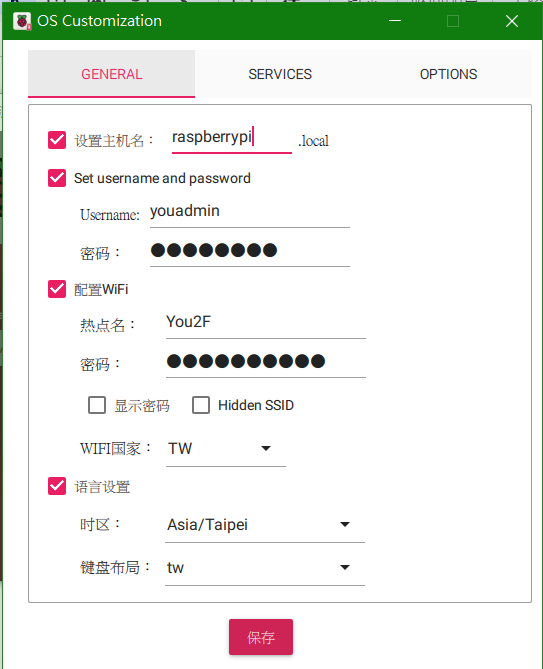 OS Customization
GENERAL SERVICES OPTIONS
设置主机名： raspberrypi .local
Set username and password
Username: youadmin
密码： ●●●●●●●●
配置WiFi
热点名： You2F
密码： ●●●●●●●●●●
显示密码 Hidden SSID
WIFI国家： TW
语言设置
时区： Asia/Taipei
键盘布局： tw
保存